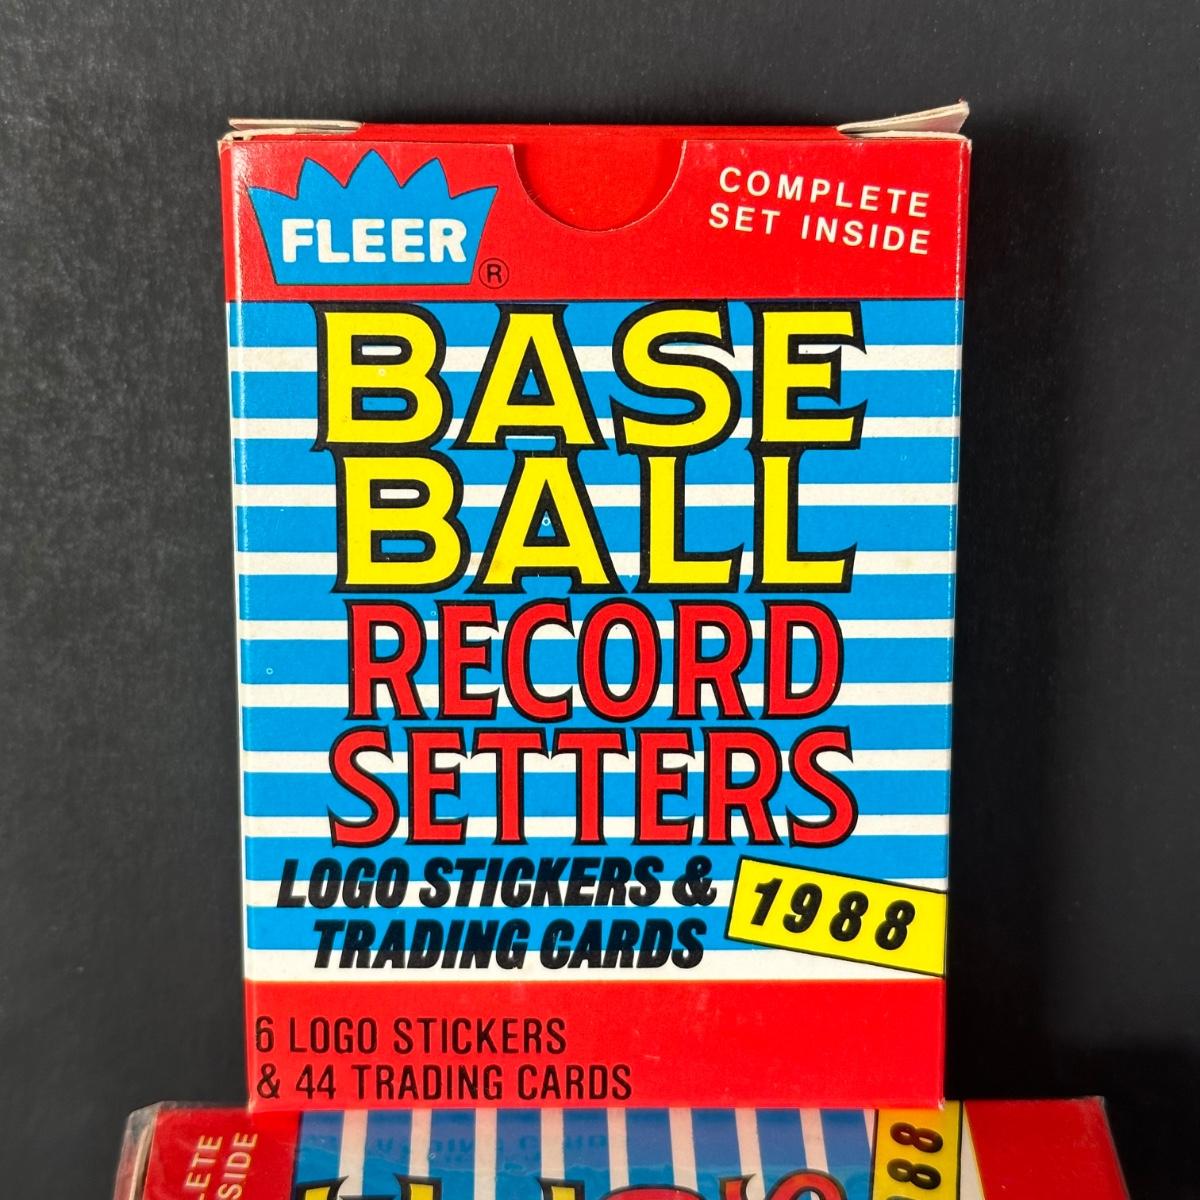 FLEER
®
COMPLETE
SET INSIDE
BASE
BALL
RECORD
SETTERS
LOGO STICKERS &
TRADING CARDS
1988
6 LOGO STICKERS
& 44 TRADING CARDS